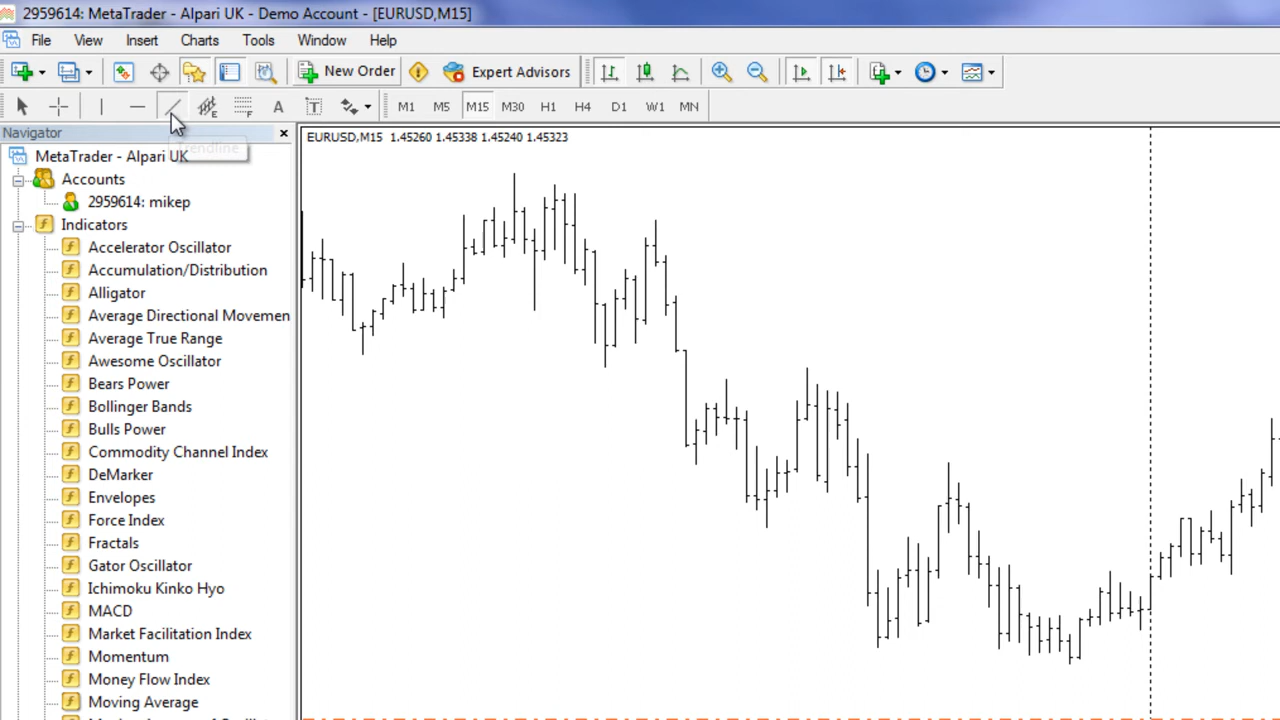 2959614: MetaTrader - Alpari UK - Demo Account - [EURUSD,M15]
File View Insert Charts Tools Window Help
New Order Expert Advisors
E F A T M1 M5 M15 M30 H1 H4 D1 W1 MN
Navigator
Trendline
EURUSD,M15 1.45260 1.45338 1.45240 1.45323
MetaTrader - Alpari UK
Accounts
2959614: mikep
Indicators
Accelerator Oscillator
Accumulation/Distribution
Alligator
Average Directional Movemen
Average True Range
Awesome Oscillator
Bears Power
Bollinger Bands
Bulls Power
Commodity Channel Index
DeMarker
Envelopes
Force Index
Fractals
Gator Oscillator
Ichimoku Kinko Hyo
MACD
Market Facilitation Index
Momentum
Money Flow Index
Moving Average